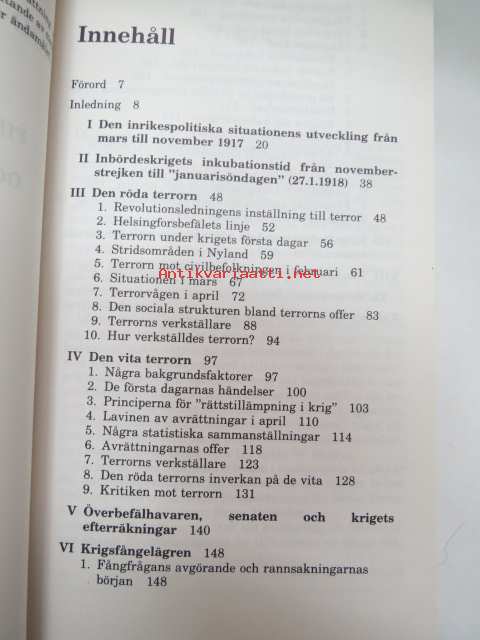 Innehåll
Förord 7
Inledning 8
I Den inrikespolitiska situationens utveckling från
mars till november 1917 20
II Inbördeskrigets inkubationstid från november-
strejken till "januarisöndagen" (27.1.1918) 38
III Den röda terrorn 48
1. Revolutionsledningens inställning till terror 48
2. Helsingforsbefälets linje 52
3. Terrorn under krigets första dagar 56
4. Stridsområden i Nyland 59
5. Terrorn mot civilbefolkningen i februari 61
Antikvariaatti.net
6. Situationen i mars 67
7. Terrorvågen i april 72
8. Den sociala strukturen bland terrorns offer 83
9. Terrorns verkställare 88
10. Hur verkställdes terrorn? 94
IV Den vita terrorn 97
1. Några bakgrundsfaktorer 97
2. De första dagarnas händelser 100
3. Principerna för "rättstillämpning i krig" 103
4. Lavinen av avrättningar i april 110
5. Några statistiska sammanställningar 114
6. Avrättningarnas offer 118
7. Terrorns verkställare 123
8. Den röda terrorns inverkan på de vita 128
9. Kritiken mot terrorn 131
V Överbefälhavaren, senaten och krigets
efterräkningar 140
VI Krigsfångelägren 148
1. Fångfrågans avgörande och rannsakningarnas
början 148